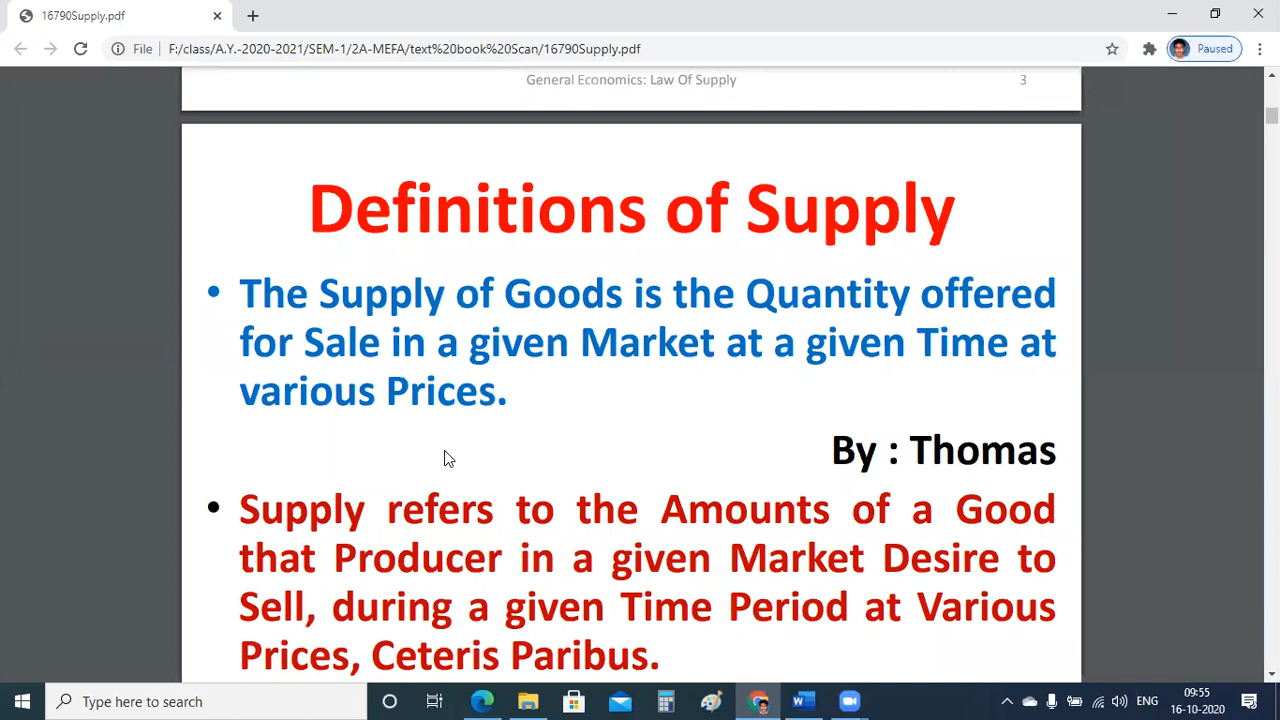 16790Supply.pdf
File F:/class/A.Y.-2020-2021/SEM-1/2A-MEFA/text%20book%20Scan/16790Supply.pdf
Paused
General Economics: Law Of Supply 3
Definitions of Supply
• The Supply of Goods is the Quantity offered
for Sale in a given Market at a given Time at
various Prices.
By : Thomas
• Supply refers to the Amounts of a Good
that Producer in a given Market Desire to
Sell, during a given Time Period at Various
Prices, Ceteris Paribus.
Type here to search
ENG
09:55
16-10-2020